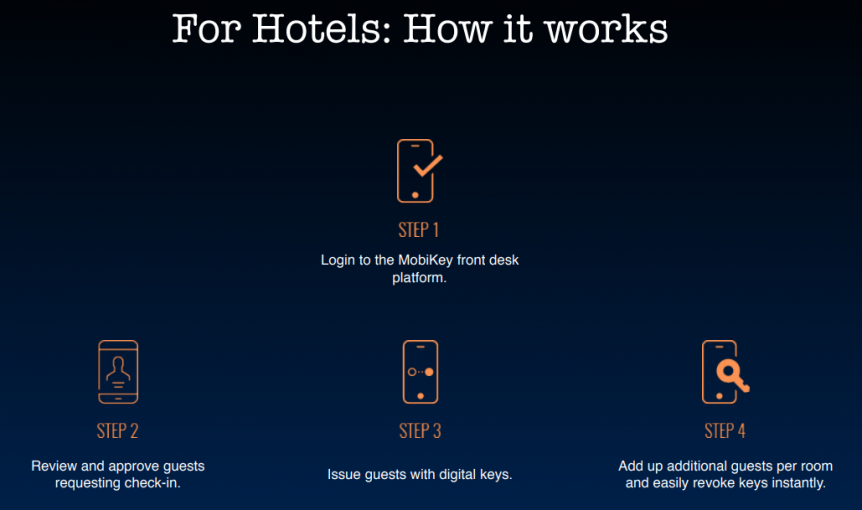 For Hotels: How it works
STEP 1
Login to the MobiKey front desk
platform.
STEP 2
Review and approve guests
requesting check-in.
STEP 3
Issue guests with digital keys.
STEP 4
Add up additional guests per room
and easily revoke keys instantly.